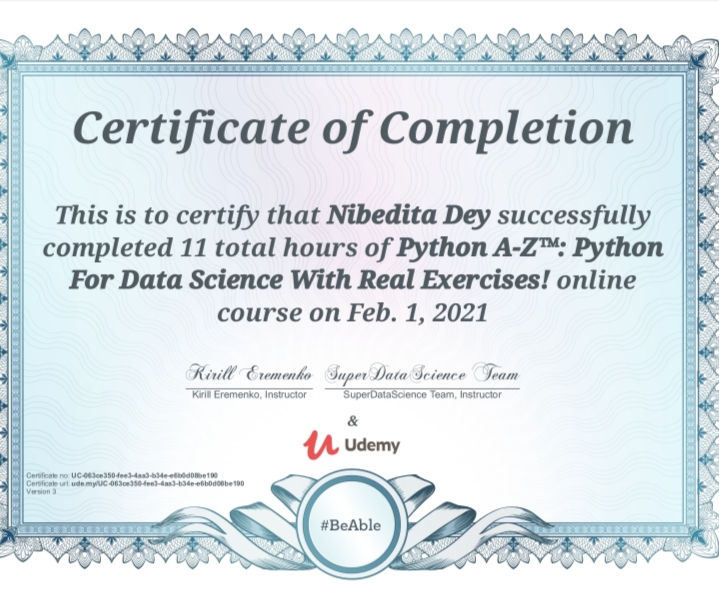 Certificate of Completion
This is to certify that Nibedita Dey successfully
completed 11 total hours of Python A-Z™: Python
For Data Science With Real Exercises! online
course on Feb. 1, 2021
Kirill Eremenko SuperDataScience Team
Kirill Eremenko, Instructor SuperDataScience Team, Instructor
&
Udemy
Certificate no: UC-063ce350-fee3-4aa3-b34e-e6b0d08be190
Certificate url: ude.my/UC-063ce350-fee3-4aa3-b34e-e6b0d08be190
Version 3
#BeAble